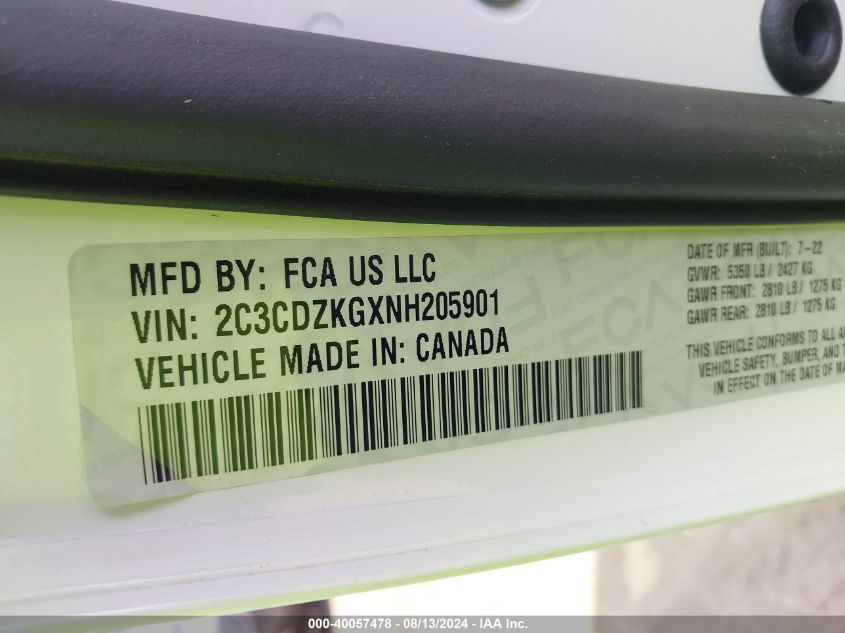 MFD BY: FCA US LLC
VIN: 2C3CDZKGXNH205901
VEHICLE MADE IN: CANADA
DATE OF MFR (BUILT): 7-22
GVWR: 5350 LB / 2427 KG
GAWR FRONT: 2810 LB / 1275 KG
GAWR REAR: 2810 LB / 1275 KG
THIS VEHICLE CONFORMS TO ALL
VEHICLE SAFETY, BUMPER, AND
IN EFFECT ON THE DATE OF
000-40057478 - 08/13/2024 - IAA Inc.